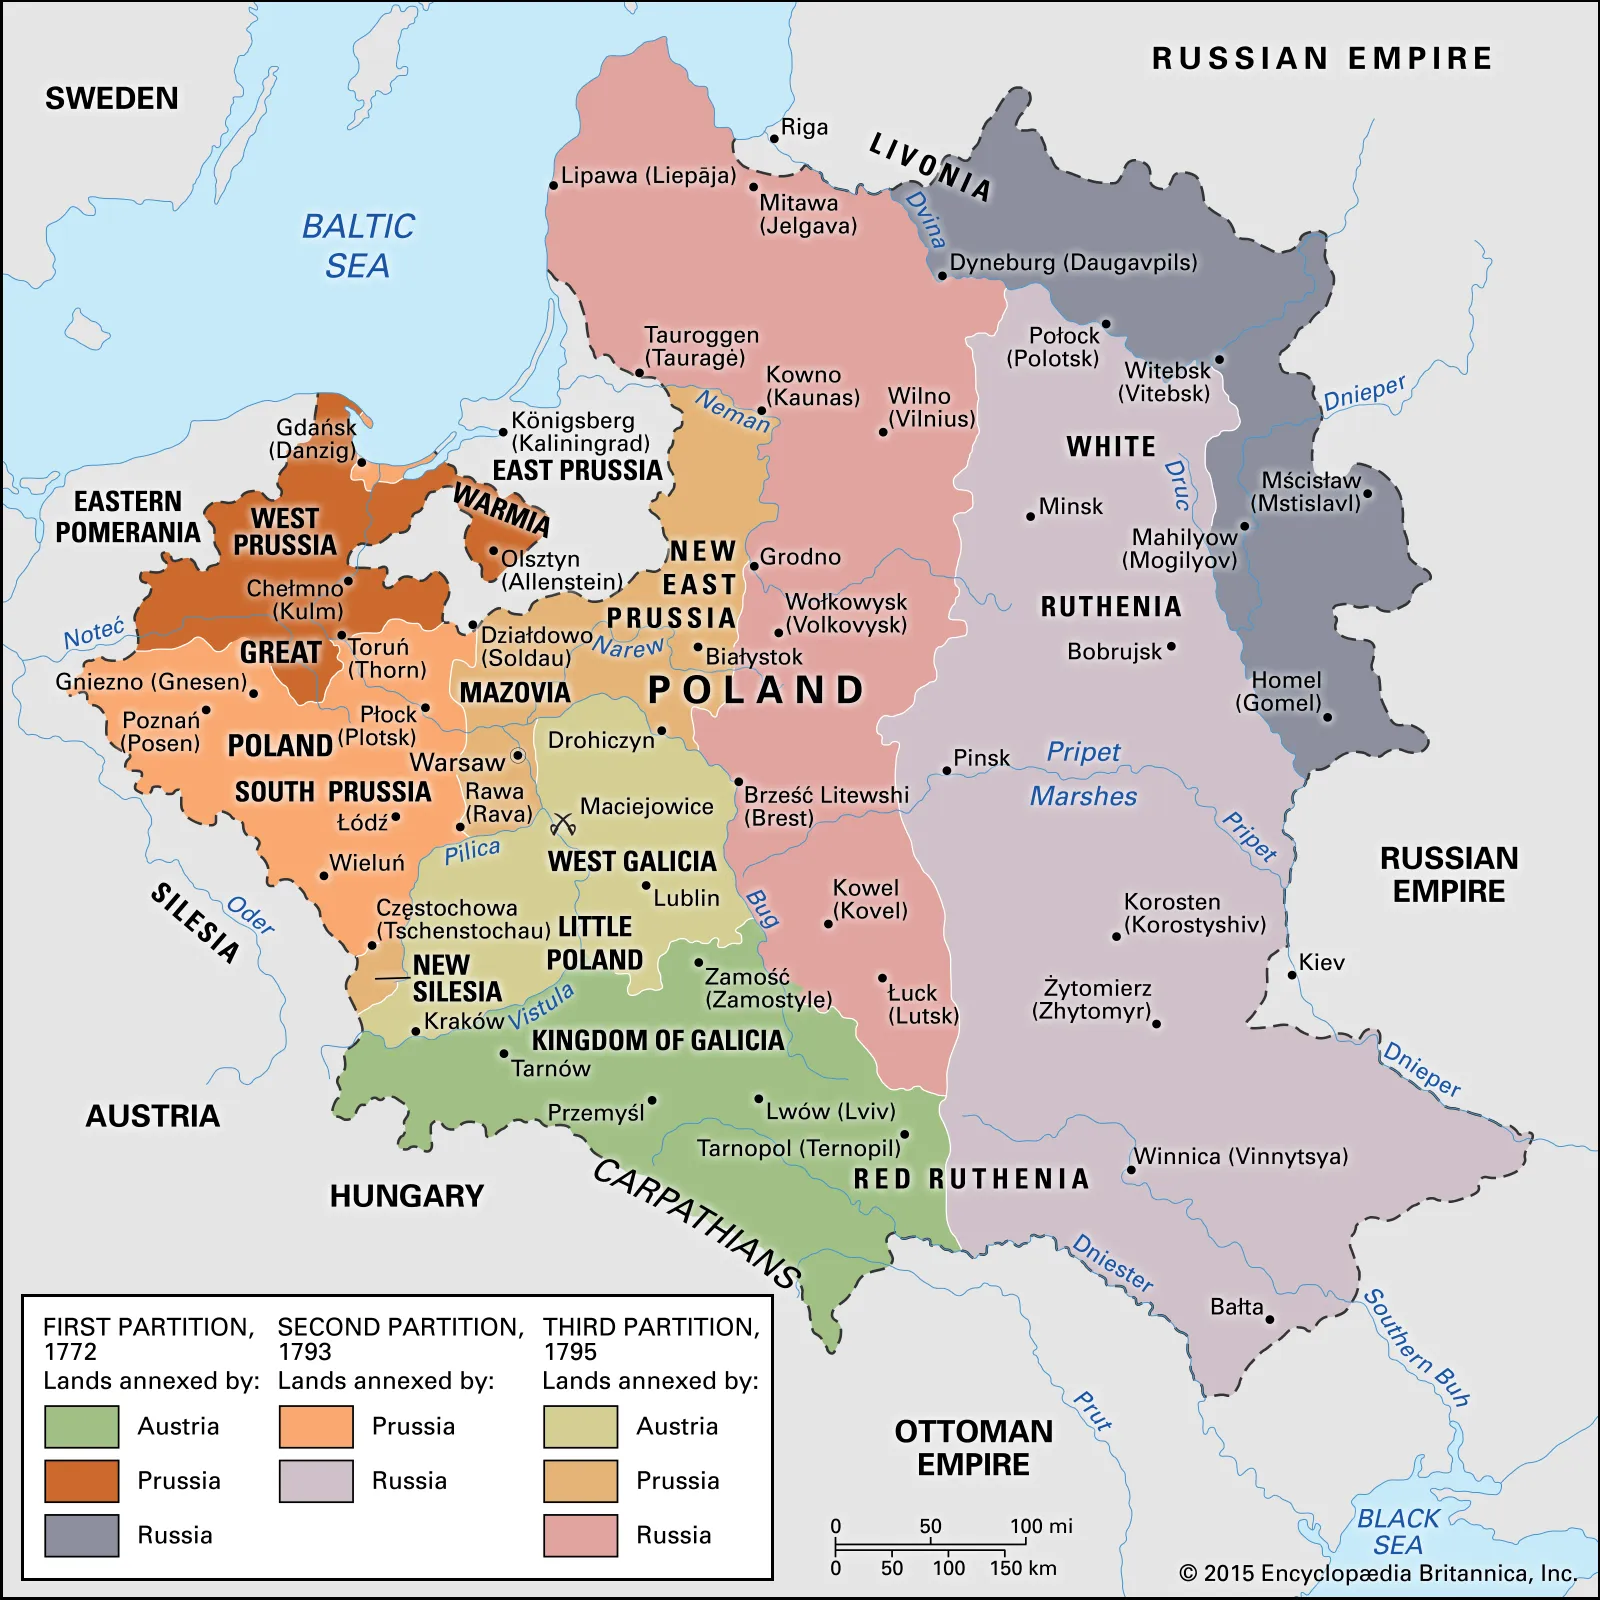 RUSSIAN EMPIRE
SWEDEN
Riga
LIVONIA
Lipawa (Liepāja)
Mitawa
(Jelgava)
Dvina
BALTIC
SEA
Dyneburg (Daugavpils)
Tauroggen
(Tauragė)
Połock
(Polotsk)
Witebsk
(Vitebsk)
Kowno
(Kaunas)
Wilno
(Vilnius)
Neman
Dnieper
Gdańsk
(Danzig)
Königsberg
(Kaliningrad)
EAST PRUSSIA
WHITE
Druc
Mścisław
(Mstislavl)
EASTERN
POMERANIA
WEST
PRUSSIA
WARMIA
Minsk
Mahilyow
(Mogilyov)
Olsztyn
(Allenstein)
NEW
EAST
PRUSSIA
Grodno
Chełmno
(Kulm)
Wołkowysk
(Volkovysk)
RUTHENIA
Noteć
GREAT
Toruń
(Thorn)
Działdowo
(Soldau)
Narew
Białystok
Bobrujsk
Gniezno (Gnesen)
MAZOVIA
POLAND
Homel
(Gomel)
Poznań
(Posen)
POLAND
Płock
(Plotsk)
Drohiczyn
Warsaw
Pinsk
Pripet
Marshes
SOUTH PRUSSIA
Rawa
(Rava)
Maciejowice
Brześć Litewshi
(Brest)
Łódź
Pilica
Pripet
Wieluń
WEST GALICIA
RUSSIAN
EMPIRE
SILESIA
Oder
Lublin
Bug
Kowel
(Kovel)
Korosten
(Korostyshiv)
Częstochowa
(Tschenstochau)
LITTLE
POLAND
NEW
SILESIA
Zamość
(Zamostyle)
Łuck
(Lutsk)
Kiev
Żytomierz
(Zhytomyr)
Kraków
Vistula
KINGDOM OF GALICIA
Tarnów
Dnieper
AUSTRIA
Przemyśl
Lwów (Lviv)
Tarnopol (Ternopil)
RED RUTHENIA
Winnica (Vinnytsya)
HUNGARY
CARPATHIANS
Dniester
Bałta
Southern Buh
Prut
OTTOMAN
EMPIRE
BLACK
SEA
FIRST PARTITION,
1772
Lands annexed by:
Austria
Prussia
Russia
SECOND PARTITION,
1793
Lands annexed by:
Prussia
Russia
THIRD PARTITION,
1795
Lands annexed by:
Austria
Prussia
Russia
0 50 100 mi
0 50 100 150 km
© 2015 Encyclopædia Britannica, Inc.